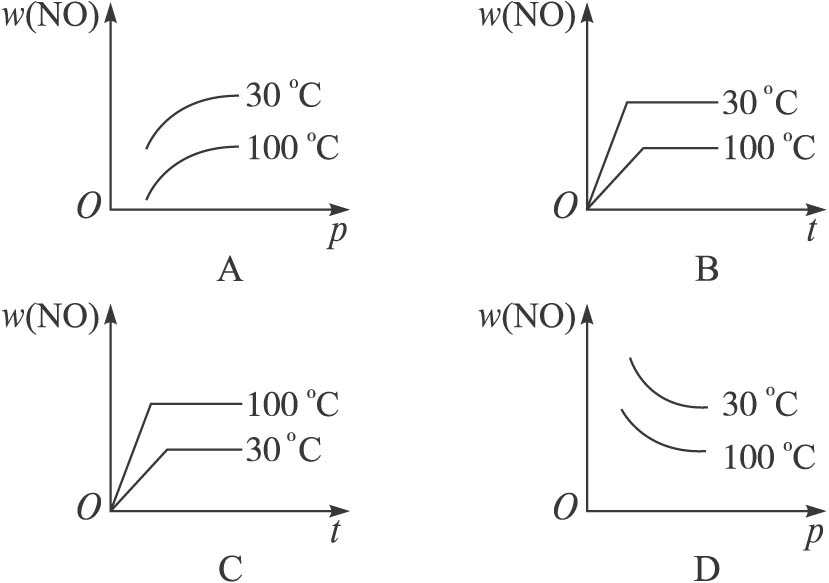 w(NO)
30 °C
100 °C
O
p
A
w(NO)
30 °C
100 °C
O
t
B
w(NO)
100 °C
30 °C
O
t
C
w(NO)
30 °C
100 °C
O
p
D